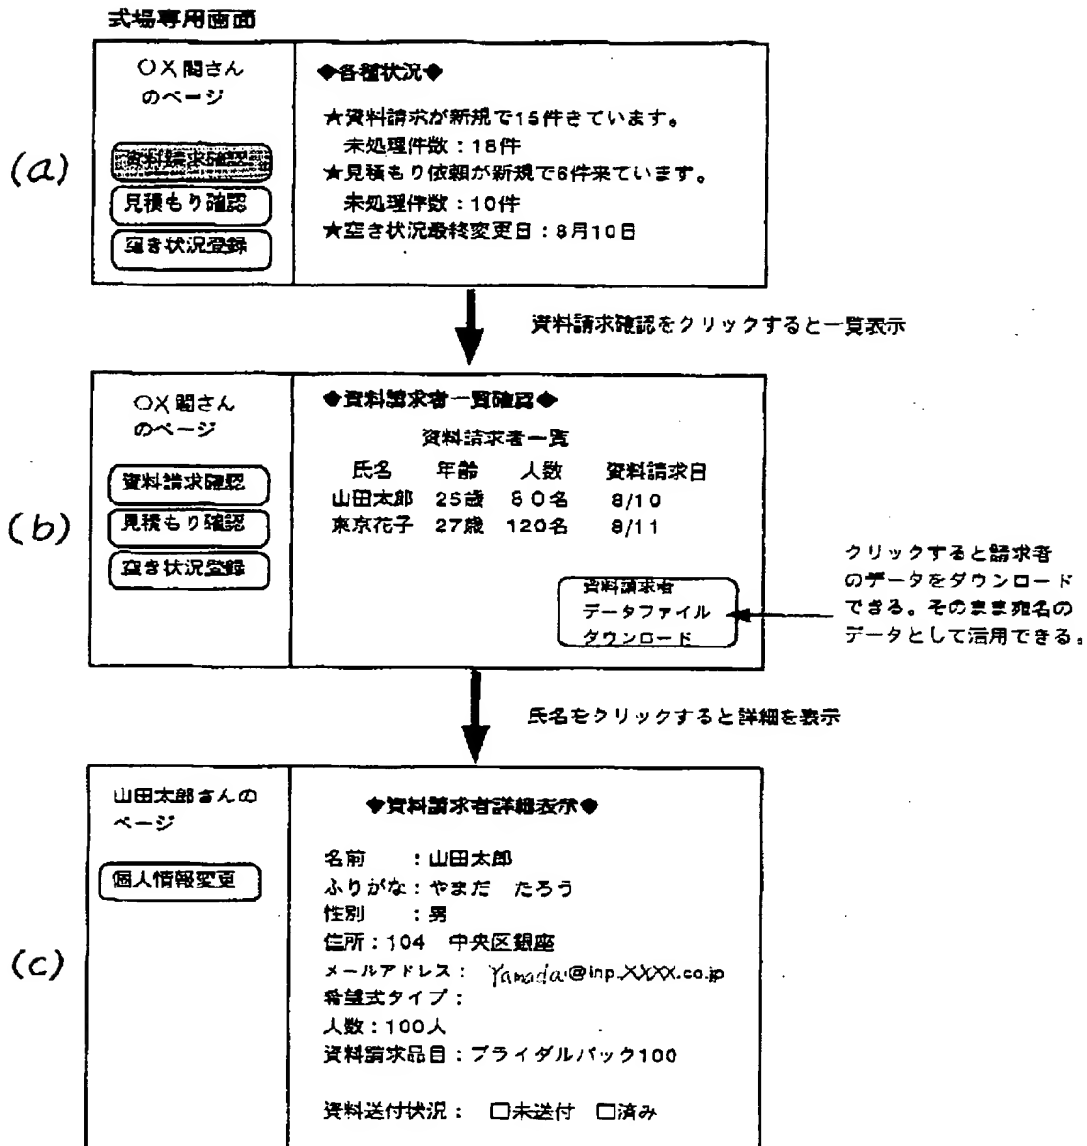 式場専用画面
(a)
○×閣さん
のページ
資料請求確認
見積もり確認
空き状況登録
◆各種状況◆
★資料請求が新規で15件きています。
未処理件数：18件
★見積もり依頼が新規で6件来ています。
未処理件数：10件
★空き状況最終変更日：8月10日
資料請求確認をクリックすると一覧表示
(b)
○×閣さん
のページ
資料請求確認
見積もり確認
空き状況登録
◆資料請求者一覧確認◆
資料請求者一覧
氏名 年齢 人数 資料請求日
山田太郎 25歳 80名 8/10
東京花子 27歳 120名 8/11
資料請求者
データファイル
ダウンロード
クリックすると請求者
のデータをダウンロード
できる。そのまま宛名の
データとして活用できる。
氏名をクリックすると詳細を表示
(c)
山田太郎さんの
ページ
個人情報変更
◆資料請求者詳細表示◆
名前　　：山田太郎
ふりがな：やまだ　たろう
性別　　：男
住所：104　中央区銀座
メールアドレス： Yamada@inp.XXXX.co.jp
希望式タイプ：
人数：100人
資料請求品目：ブライダルパック100
資料送付状況：　□未送付　□済み